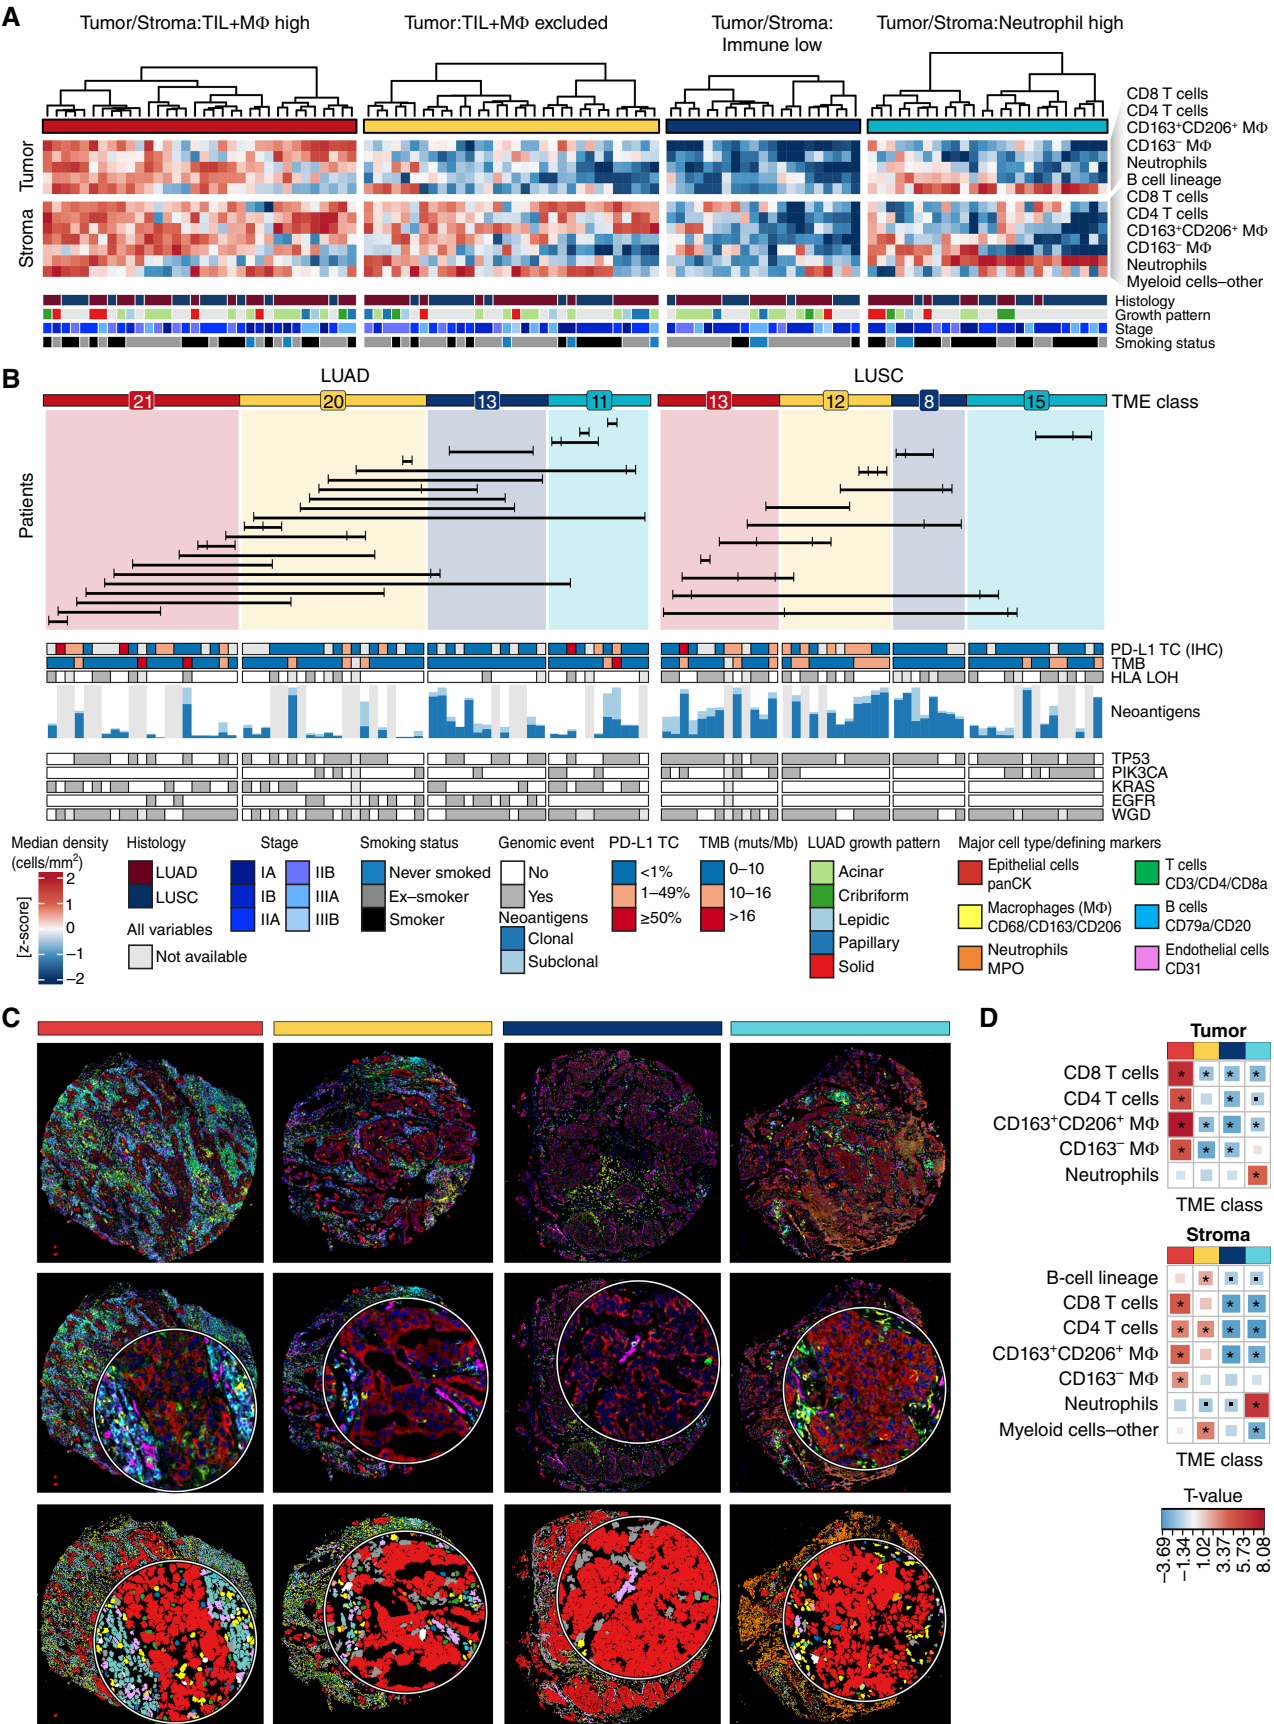 A
Tumor/Stroma:TIL+MΦ high
Tumor:TIL+MΦ excluded
Tumor/Stroma:
Immune low
Tumor/Stroma:Neutrophil high
Tumor
Stroma
CD8 T cells
CD4 T cells
CD163⁺CD206⁺ MΦ
CD163⁻ MΦ
Neutrophils
B cell lineage
CD8 T cells
CD4 T cells
CD163⁺CD206⁺ MΦ
CD163⁻ MΦ
Neutrophils
Myeloid cells–other
Histology
Growth pattern
Stage
Smoking status
B
LUAD
LUSC
21 20 13 11 13 12 8 15 TME class
Patients
PD-L1 TC (IHC)
TMB
HLA LOH
Neoantigens
TP53
PIK3CA
KRAS
EGFR
WGD
Median density
(cells/mm²)
[z-score]
2
1
0
−1
−2
Histology
LUAD
LUSC
All variables
Not available
Stage
IA
IB
IIA
IIB
IIIA
IIIB
Smoking status
Never smoked
Ex–smoker
Smoker
Genomic event
No
Yes
Neoantigens
Clonal
Subclonal
PD-L1 TC
<1%
1–49%
≥50%
TMB (muts/Mb)
0–10
10–16
>16
LUAD growth pattern
Acinar
Cribriform
Lepidic
Papillary
Solid
Major cell type/defining markers
Epithelial cells
panCK
Macrophages (MΦ)
CD68/CD163/CD206
Neutrophils
MPO
T cells
CD3/CD4/CD8a
B cells
CD79a/CD20
Endothelial cells
CD31
C
D
Tumor
CD8 T cells
CD4 T cells
CD163⁺CD206⁺ MΦ
CD163⁻ MΦ
Neutrophils
TME class
Stroma
B-cell lineage
CD8 T cells
CD4 T cells
CD163⁺CD206⁺ MΦ
CD163⁻ MΦ
Neutrophils
Myeloid cells–other
TME class
T-value
−3.69
−1.34
1.02
3.37
5.73
8.08